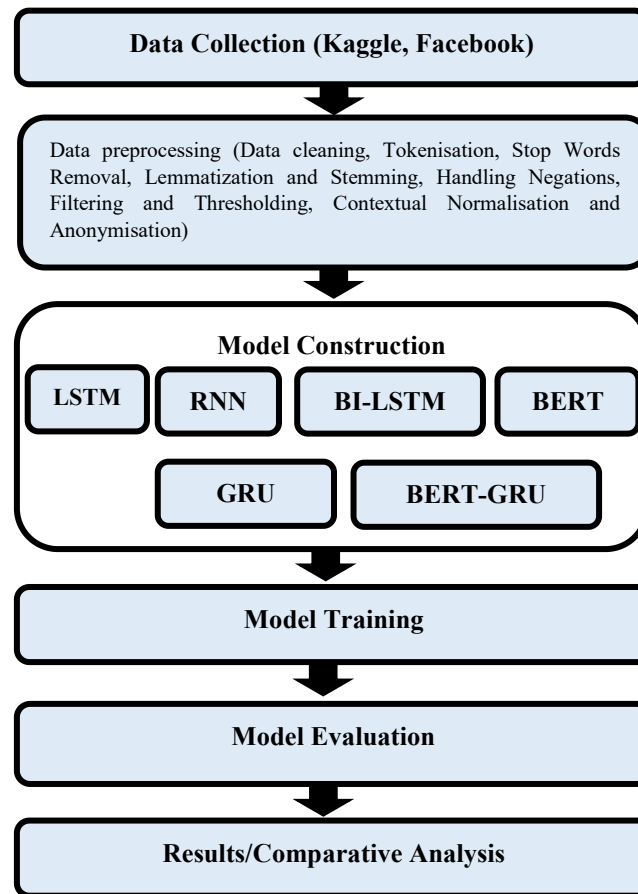 Data Collection (Kaggle, Facebook)
Data preprocessing (Data cleaning, Tokenisation, Stop Words
Removal, Lemmatization and Stemming, Handling Negations,
Filtering and Thresholding, Contextual Normalisation and
Anonymisation)
Model Construction
LSTM
RNN
BI-LSTM
BERT
GRU
BERT-GRU
Model Training
Model Evaluation
Results/Comparative Analysis